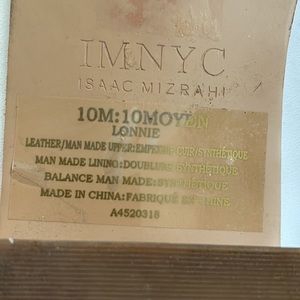 IMNYC
ISAAC MIZRAHI
10M:10MOYEN
LONNIE
LEATHER/MAN MADE UPPER:EMPEIGNE CUIR/SYNTHÉTIQUE
MAN MADE LINING:DOUBLURE SYNTHÉTIQUE
BALANCE MAN MADE:SYNTHÉTIQUE
MADE IN CHINA:FABRIQUÉ EN CHINE
A4520318